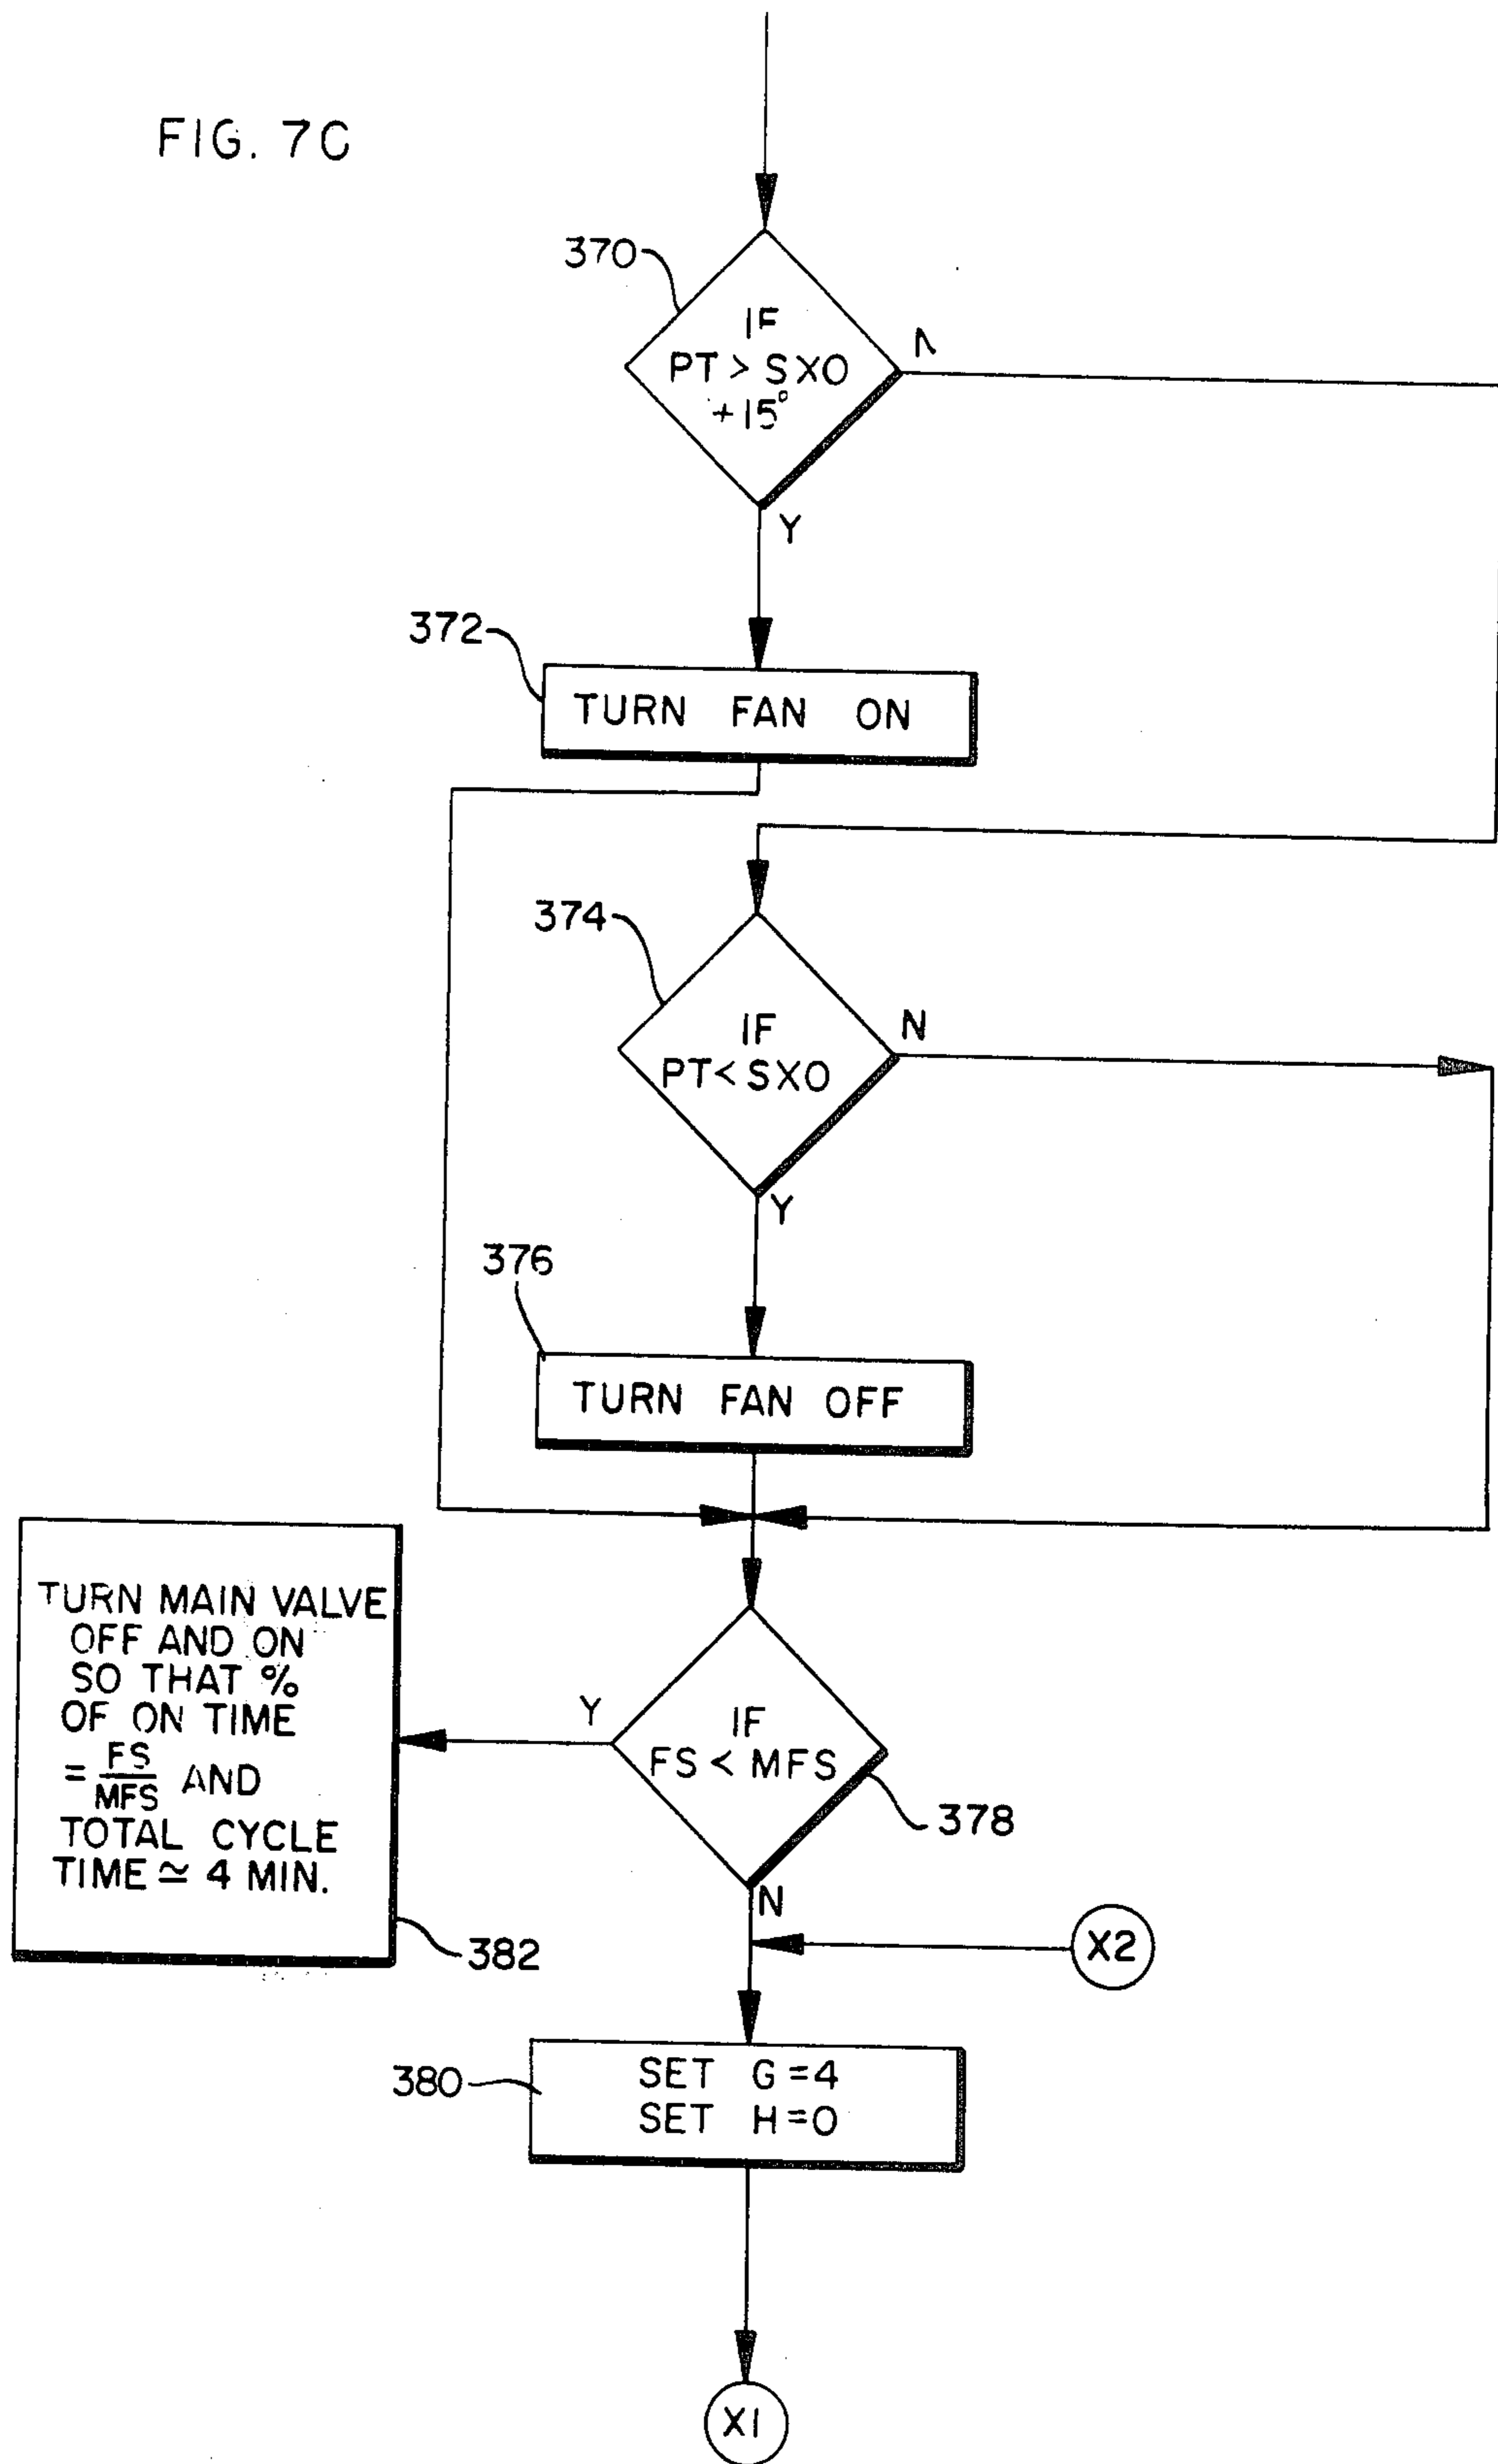 FIG. 7C
370
IF
PT > SXO
+15°
Y
372
TURN FAN ON
374
IF
PT < SXO
N
Y
376
TURN FAN OFF
TURN MAIN VALVE
OFF AND ON
SO THAT %
OF ON TIME
= FS/MFS AND
TOTAL CYCLE
TIME ≃ 4 MIN.
382
Y
IF
FS < MFS
378
N
X2
380
SET G=4
SET H=0
X1